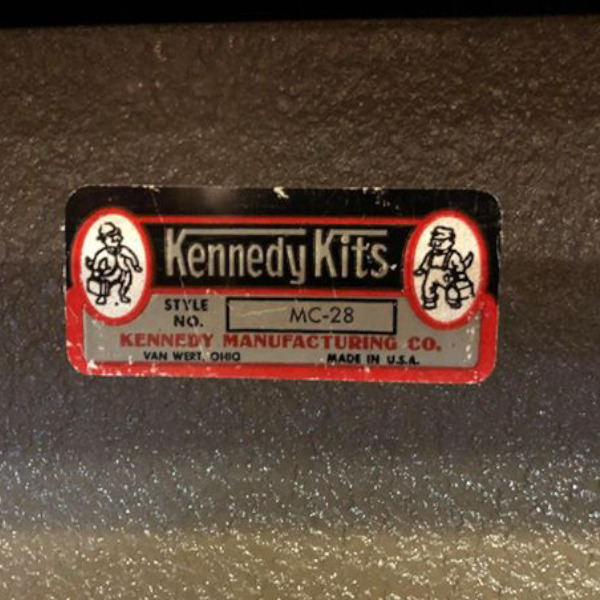 Kennedy Kits.
STYLE NO. MC-28
KENNEDY MANUFACTURING CO.
VAN WERT, OHIO MADE IN U.S.A.